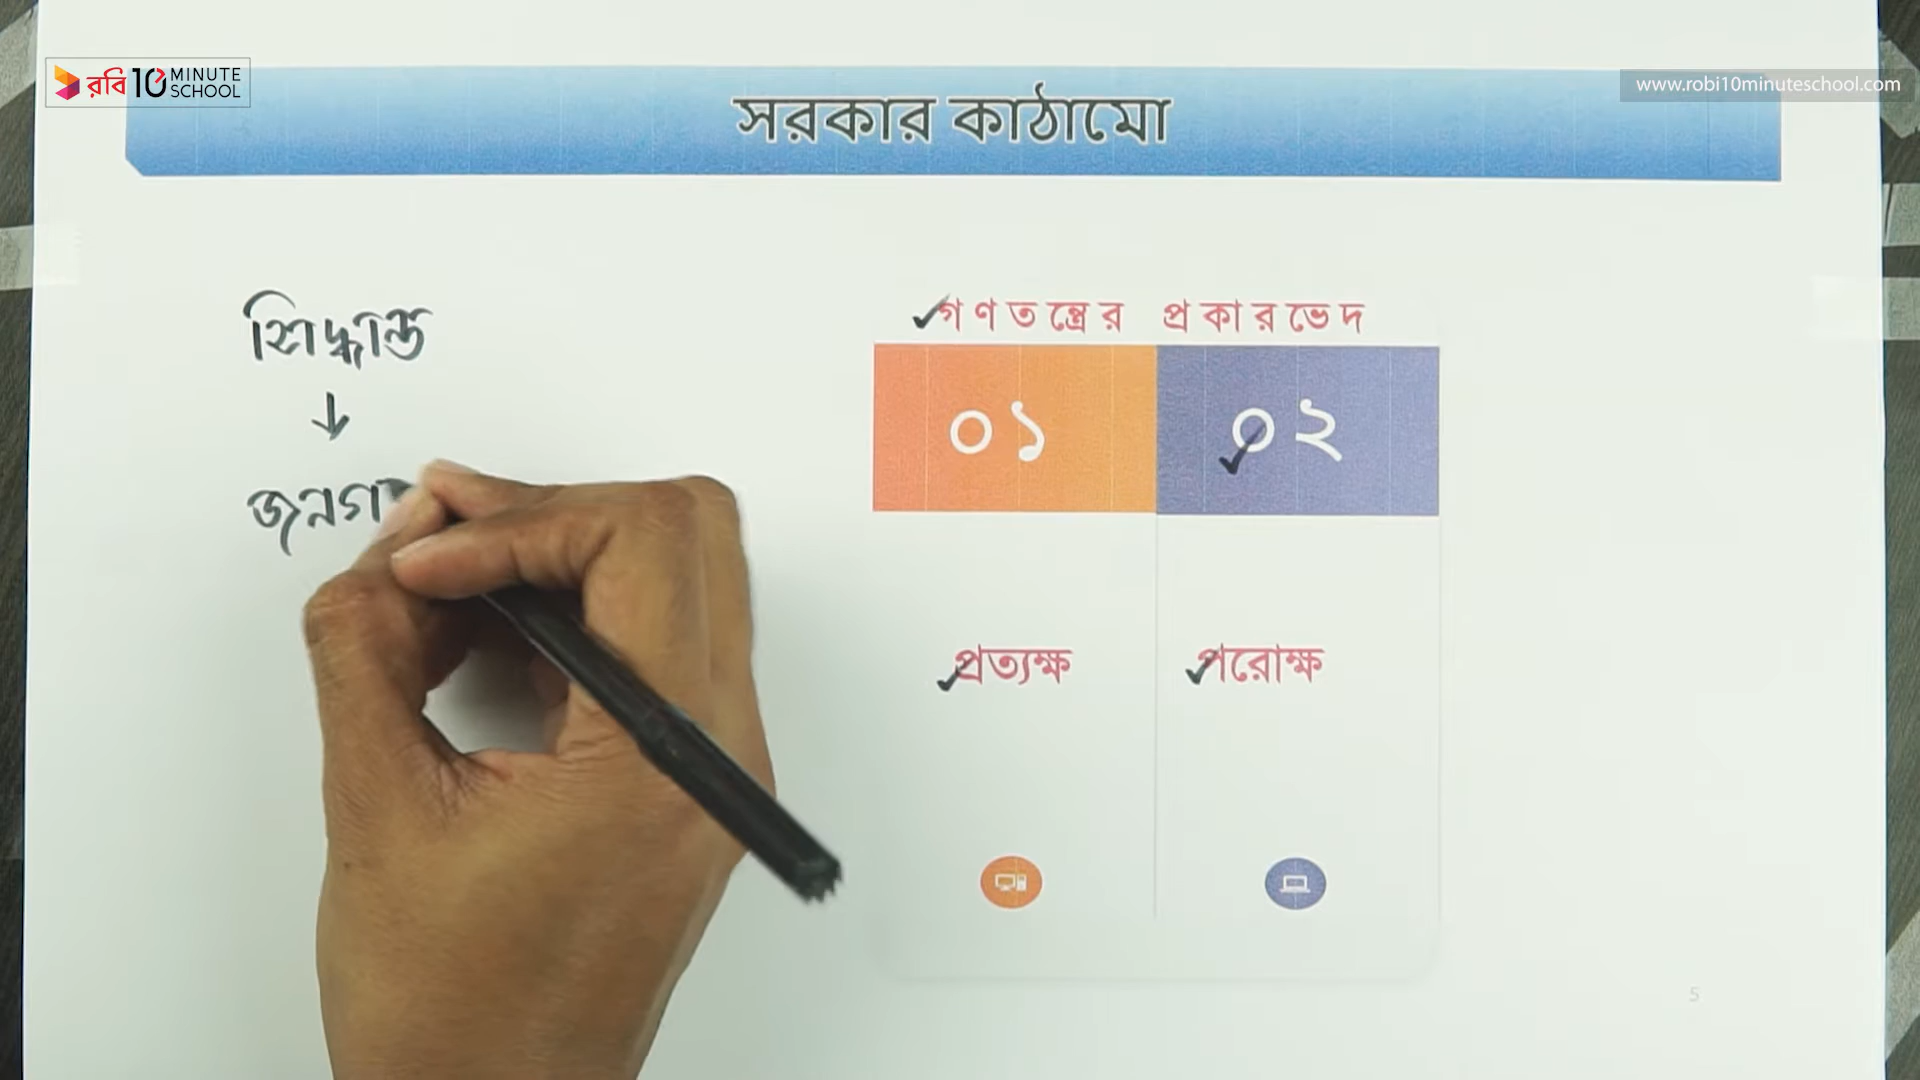 রবি 10 MINUTE SCHOOL
www.robi10minuteschool.com
সরকার কাঠামো
সিদ্ধান্ত
↓
গণতন্ত্রের প্রকারভেদ
০১ ০২
প্রত্যক্ষ পরোক্ষ
5